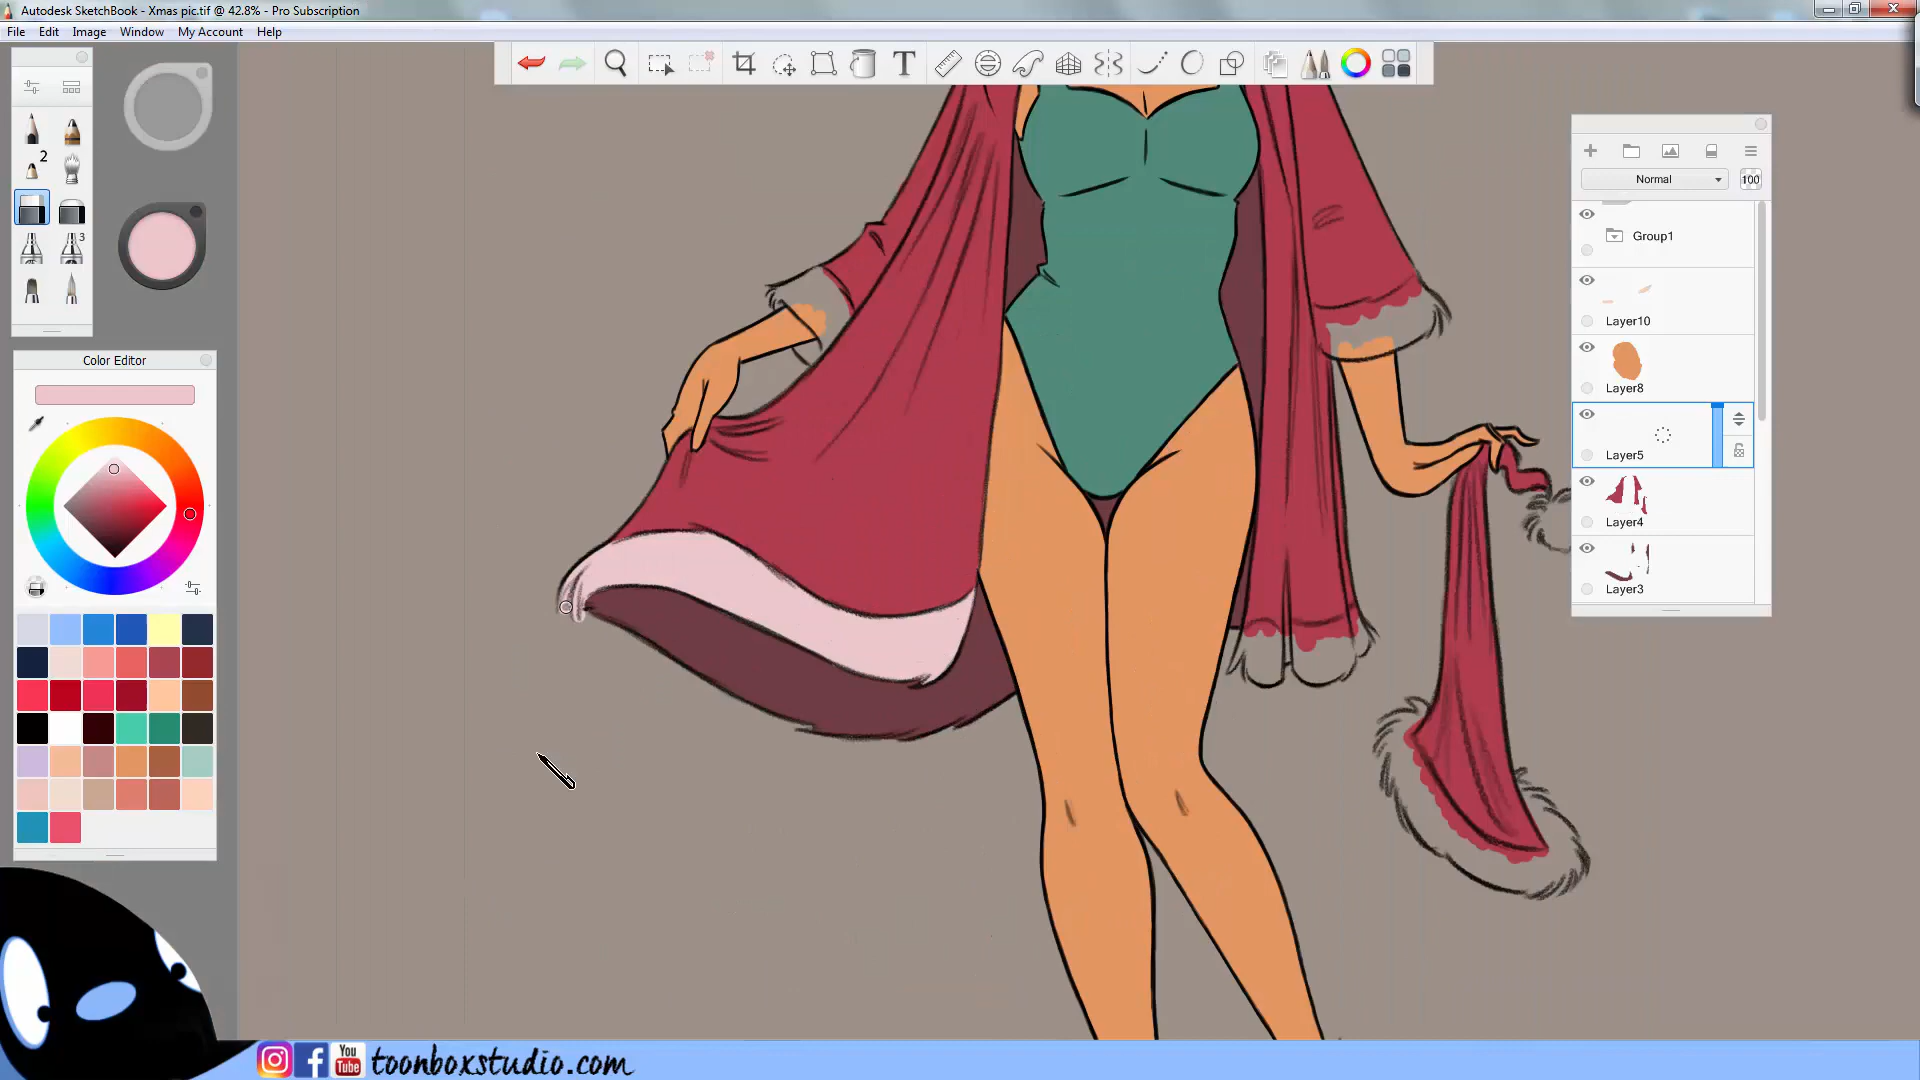 Autodesk SketchBook - Xmas pic.tif @ 42.8% - Pro Subscription
File Edit Image Window My Account Help
T
2
3
Color Editor
Normal 100
Group1
Layer10
Layer8
Layer5
Layer4
Layer3
You
Tube
toonboxstudio.com